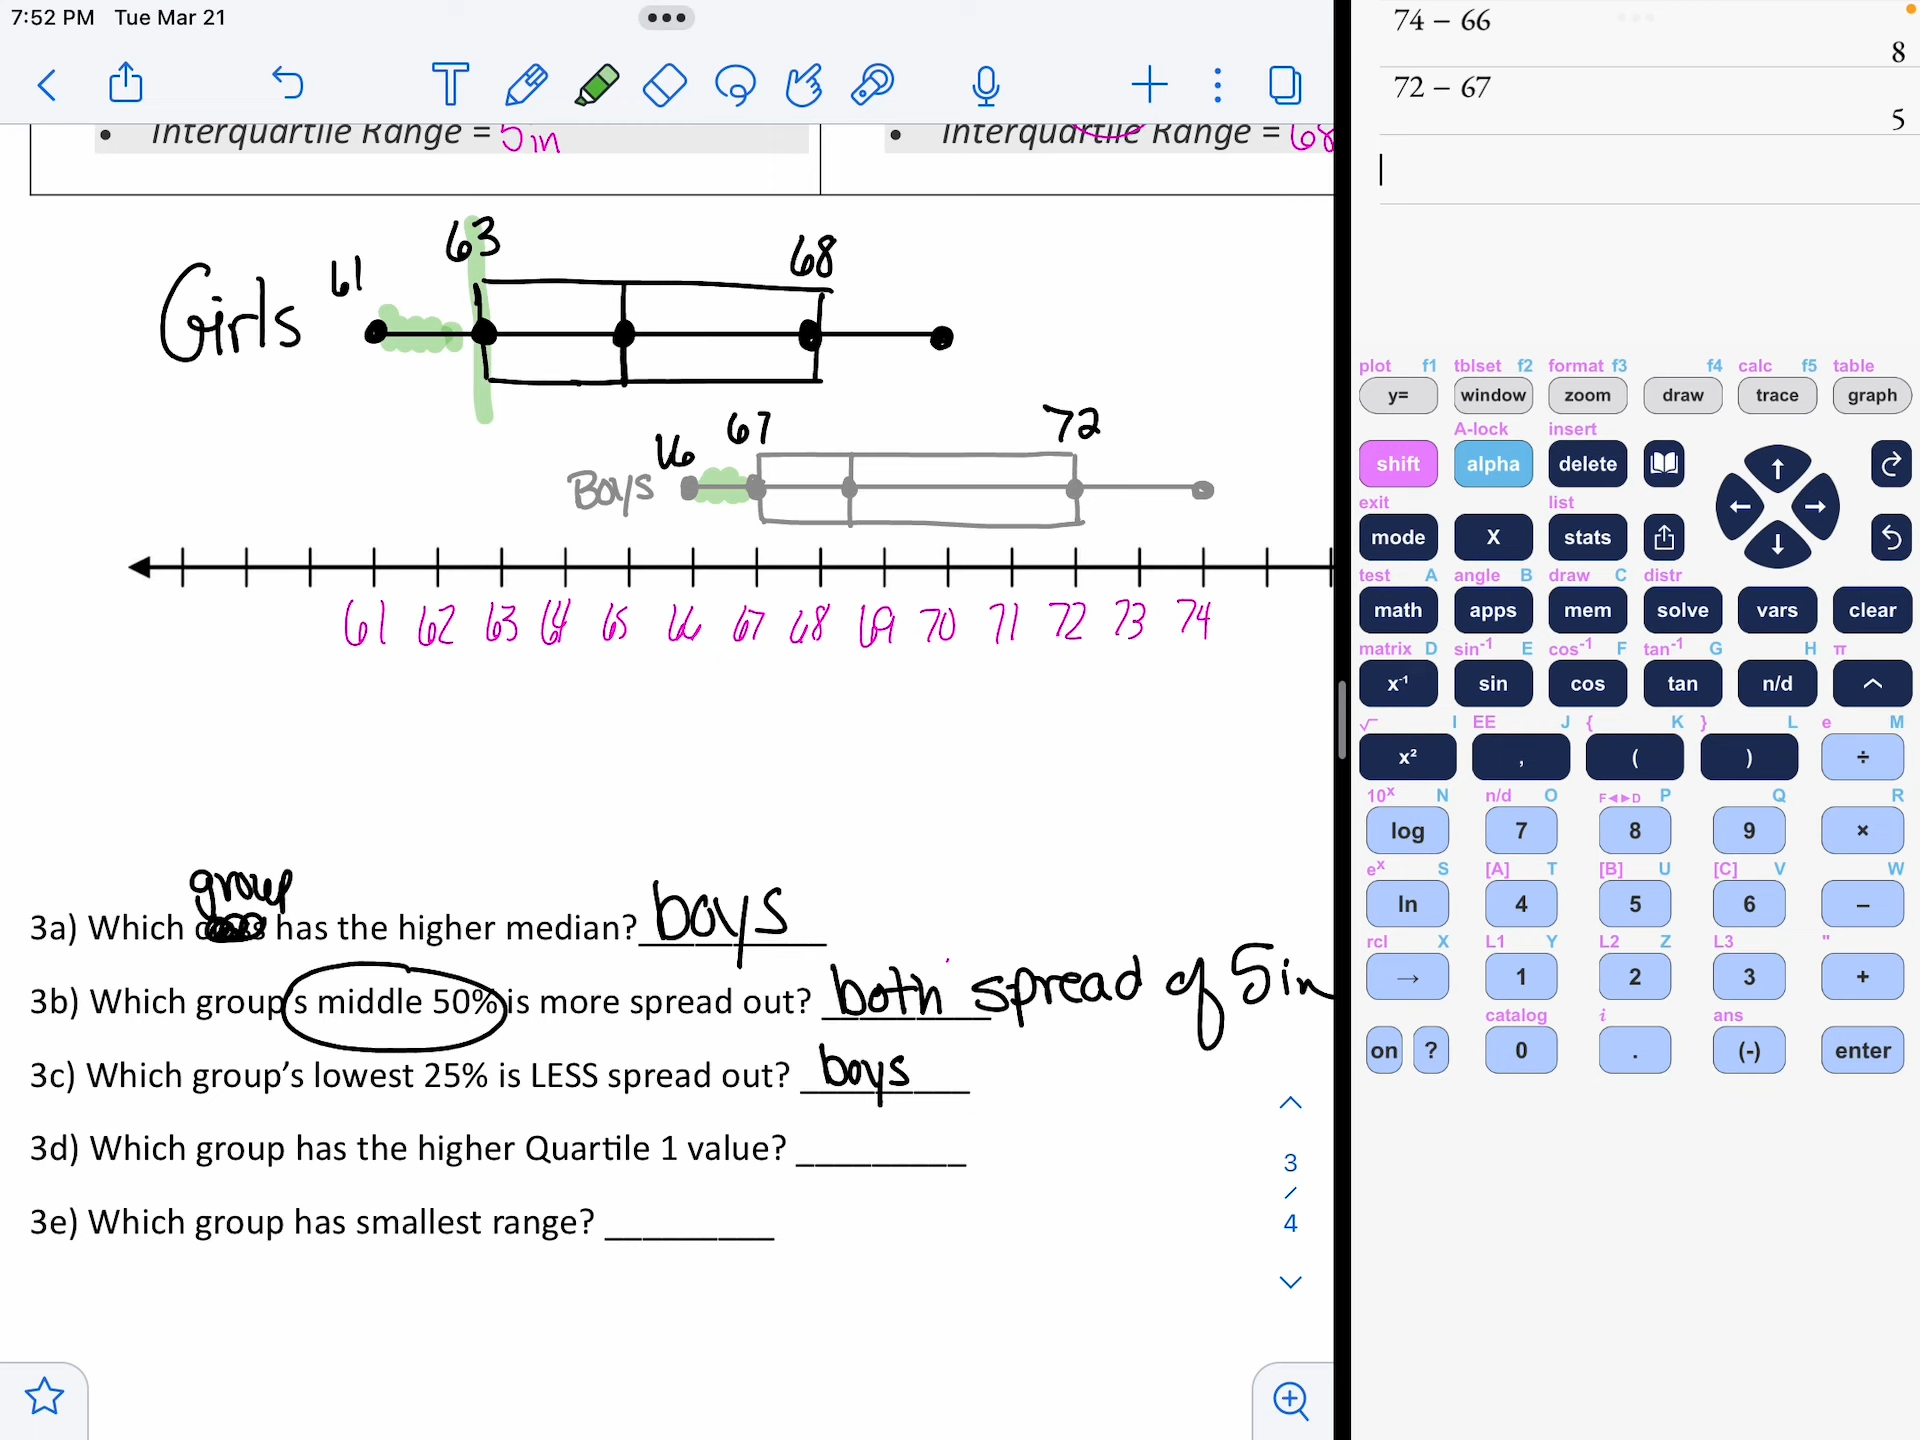 7:52 PM Tue Mar 21
Interquartile Range = 5in
Interquartile Range = 68
63
61
68
Girls
67
72
66
Boys
61 62 63 64 65 66 67 68 69 70 71 72 73 74
group
3a) Which has the higher median? boys
3b) Which group's middle 50% is more spread out? both spread of 5in
3c) Which group’s lowest 25% is LESS spread out? boys
3d) Which group has the higher Quartile 1 value? _________
3e) Which group has smallest range? _________
3
/
4
74 – 66
8
72 – 67
5
plot f1 tblset f2 format f3 f4 calc f5 table
y= window zoom draw trace graph
A-lock insert
shift alpha delete
exit list
mode X stats
test A angle B draw C distr
math apps mem solve vars clear
matrix D sin⁻¹ E cos⁻¹ F tan⁻¹ G H π
x⁻¹ sin cos tan n/d ^
√ I EE J { K } L e M
x² , ( ) ÷
10ˣ N n/d O F◄►D P Q R
log 7 8 9 ×
eˣ S [A] T [B] U [C] V W
ln 4 5 6 –
rcl X L1 Y L2 Z L3 "
→ 1 2 3 +
catalog i ans
on ? 0 . (-) enter